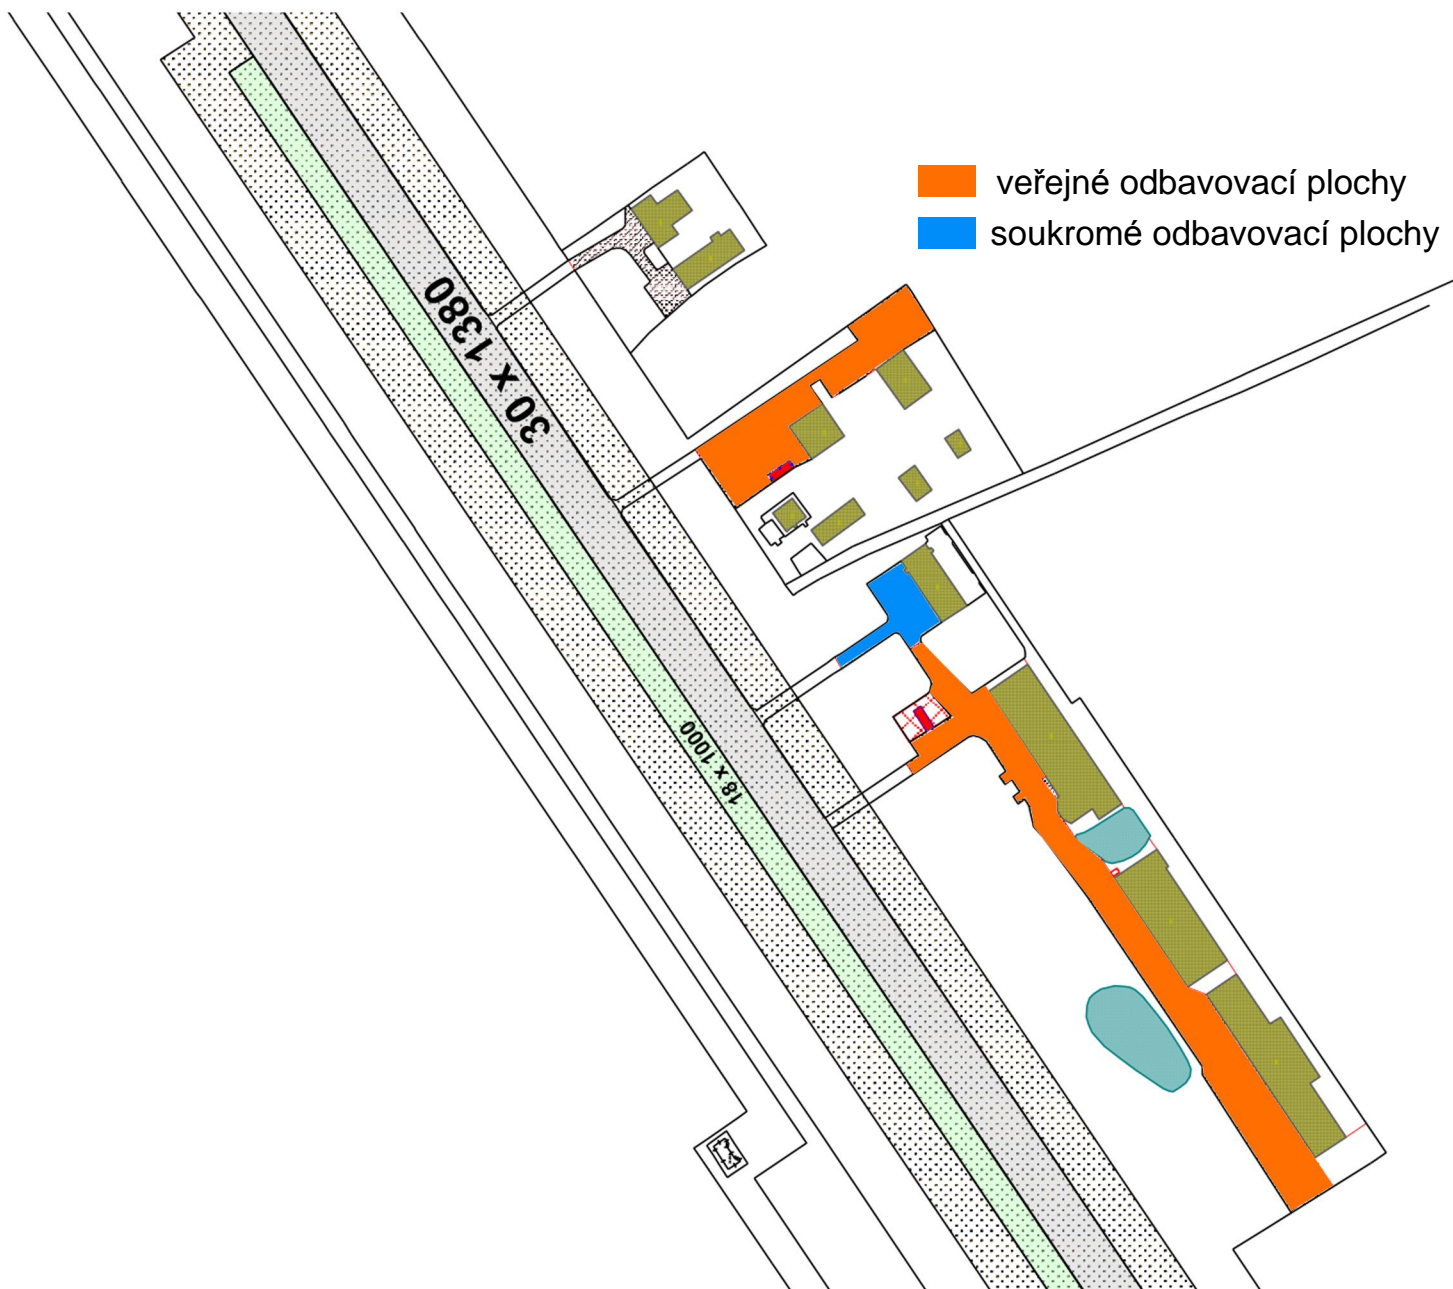 veřejné odbavovací plochy
soukromé odbavovací plochy
30 x 1380
18 x 1000